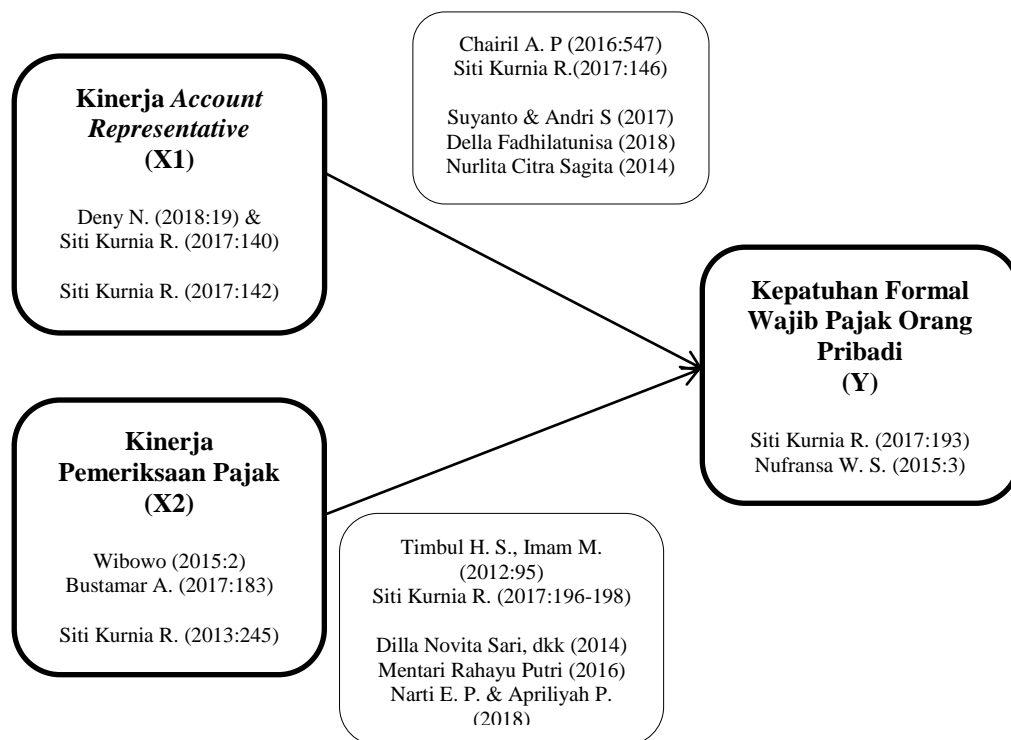 Chairil A. P (2016:547)
Siti Kurnia R.(2017:146)
Suyanto & Andri S (2017)
Della Fadhilatunisa (2018)
Nurlita Citra Sagita (2014)
Kinerja Account
Representative
(X1)
Deny N. (2018:19) &
Siti Kurnia R. (2017:140)
Siti Kurnia R. (2017:142)
Kepatuhan Formal
Wajib Pajak Orang
Pribadi
(Y)
Siti Kurnia R. (2017:193)
Nufransa W. S. (2015:3)
Kinerja
Pemeriksaan Pajak
(X2)
Wibowo (2015:2)
Bustamar A. (2017:183)
Siti Kurnia R. (2013:245)
Timbul H. S., Imam M.
(2012:95)
Siti Kurnia R. (2017:196-198)
Dilla Novita Sari, dkk (2014)
Mentari Rahayu Putri (2016)
Narti E. P. & Apriliyah P.
(2018)